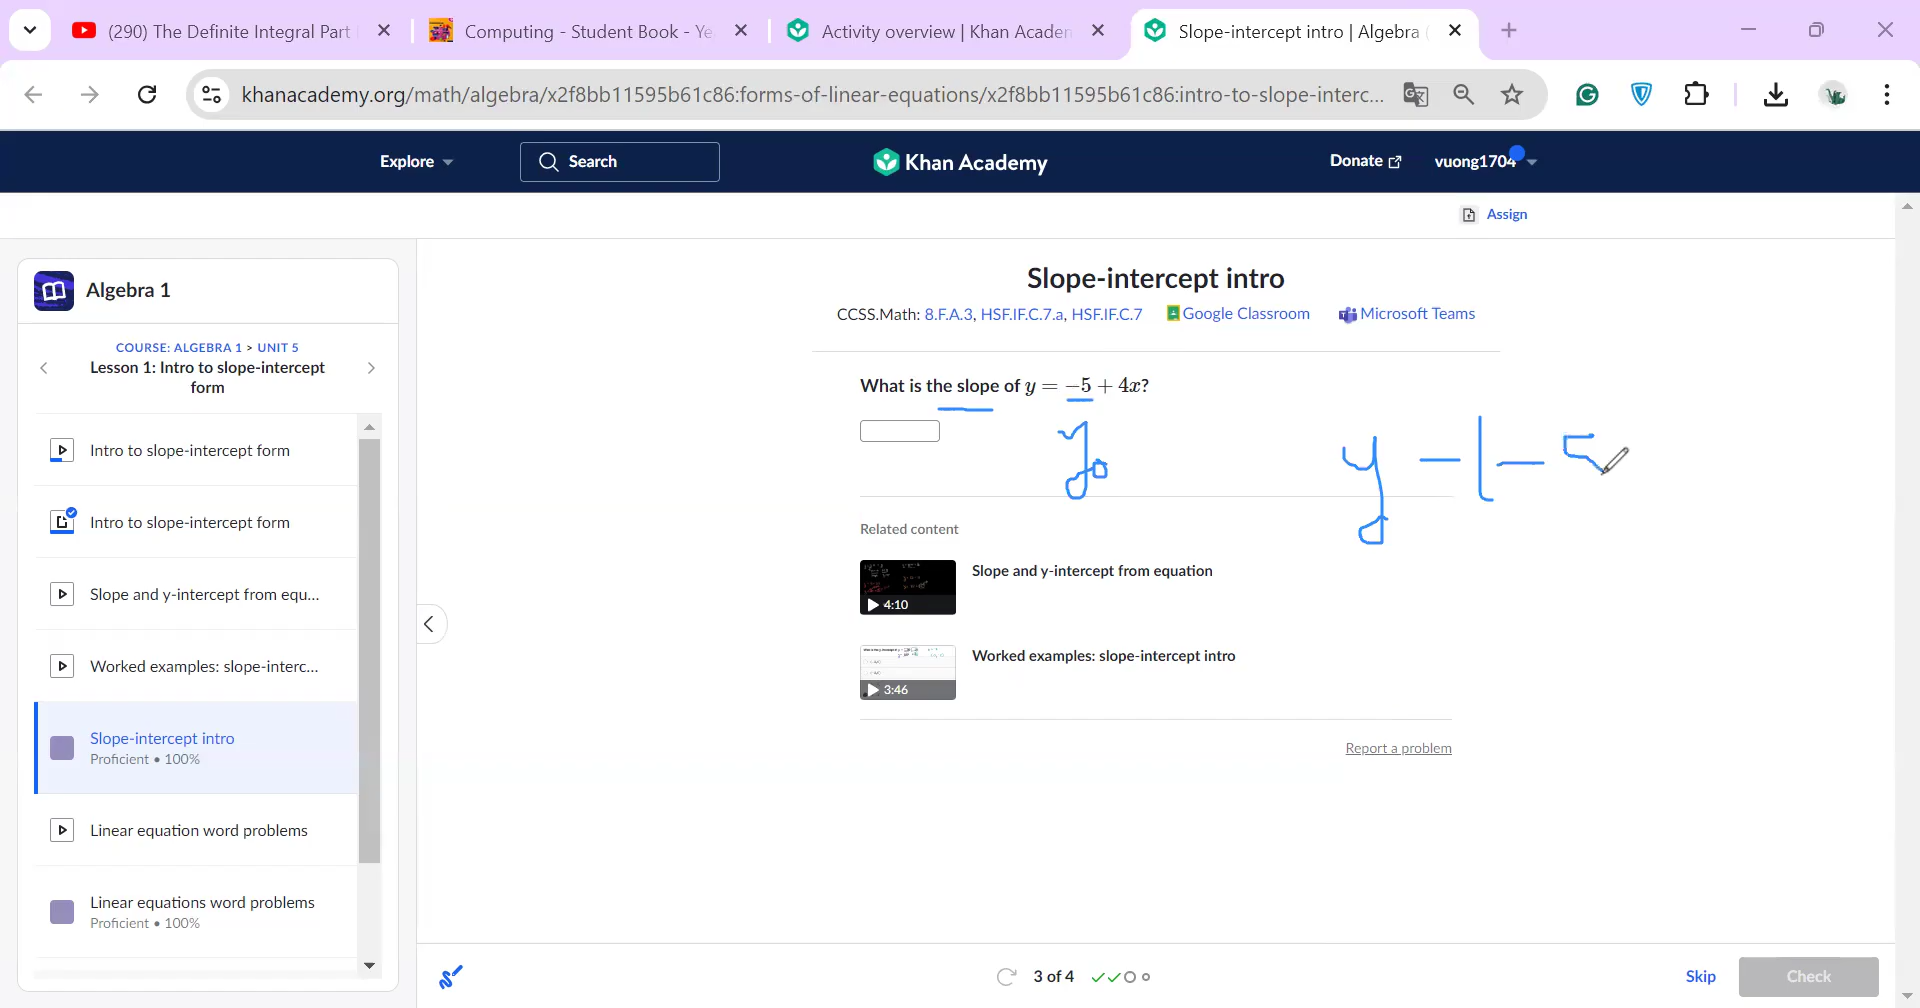 (290) The Definite Integral Part
Computing - Student Book - Ye
Activity overview | Khan Academ
Slope-intercept intro | Algebra (
khanacademy.org/math/algebra/x2f8bb11595b61c86:forms-of-linear-equations/x2f8bb11595b61c86:intro-to-slope-interc...
Explore
Search
Khan Academy
Donate
vuong1704
Assign
Algebra 1
COURSE: ALGEBRA 1 > UNIT 5
Lesson 1: Intro to slope-intercept
form
Intro to slope-intercept form
Intro to slope-intercept form
Slope and y-intercept from equ...
Worked examples: slope-interc...
Slope-intercept intro
Proficient • 100%
Linear equation word problems
Linear equations word problems
Proficient • 100%
Slope-intercept intro
CCSS.Math: 8.F.A.3, HSF.IF.C.7.a, HSF.IF.C.7
Google Classroom
Microsoft Teams
What is the slope of y = −5 + 4x?
y
y - - 5
Related content
4:10
Slope and y-intercept from equation
3:46
Worked examples: slope-intercept intro
Report a problem
3 of 4
Skip
Check